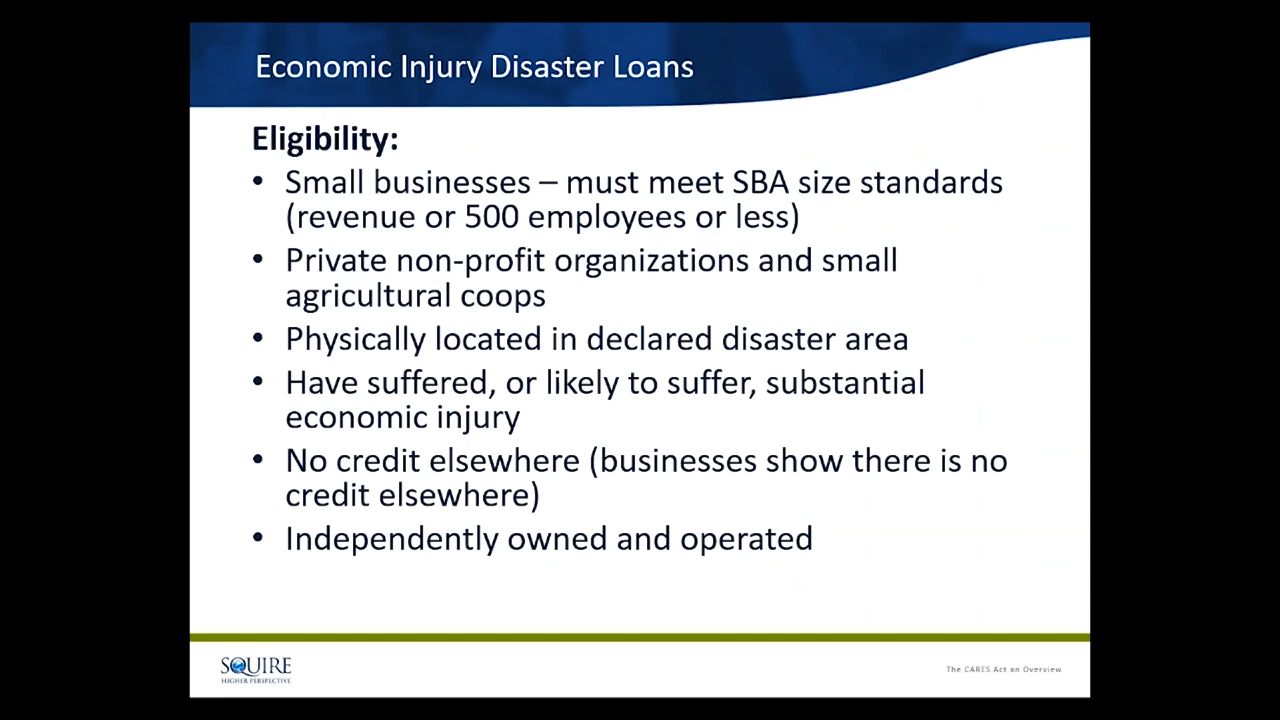 Economic Injury Disaster Loans
Eligibility:
• Small businesses – must meet SBA size standards
(revenue or 500 employees or less)
• Private non-profit organizations and small
agricultural coops
• Physically located in declared disaster area
• Have suffered, or likely to suffer, substantial
economic injury
• No credit elsewhere (businesses show there is no
credit elsewhere)
• Independently owned and operated
SQUIRE
HIGHER PERSPECTIVE
The CARES Act an Overview